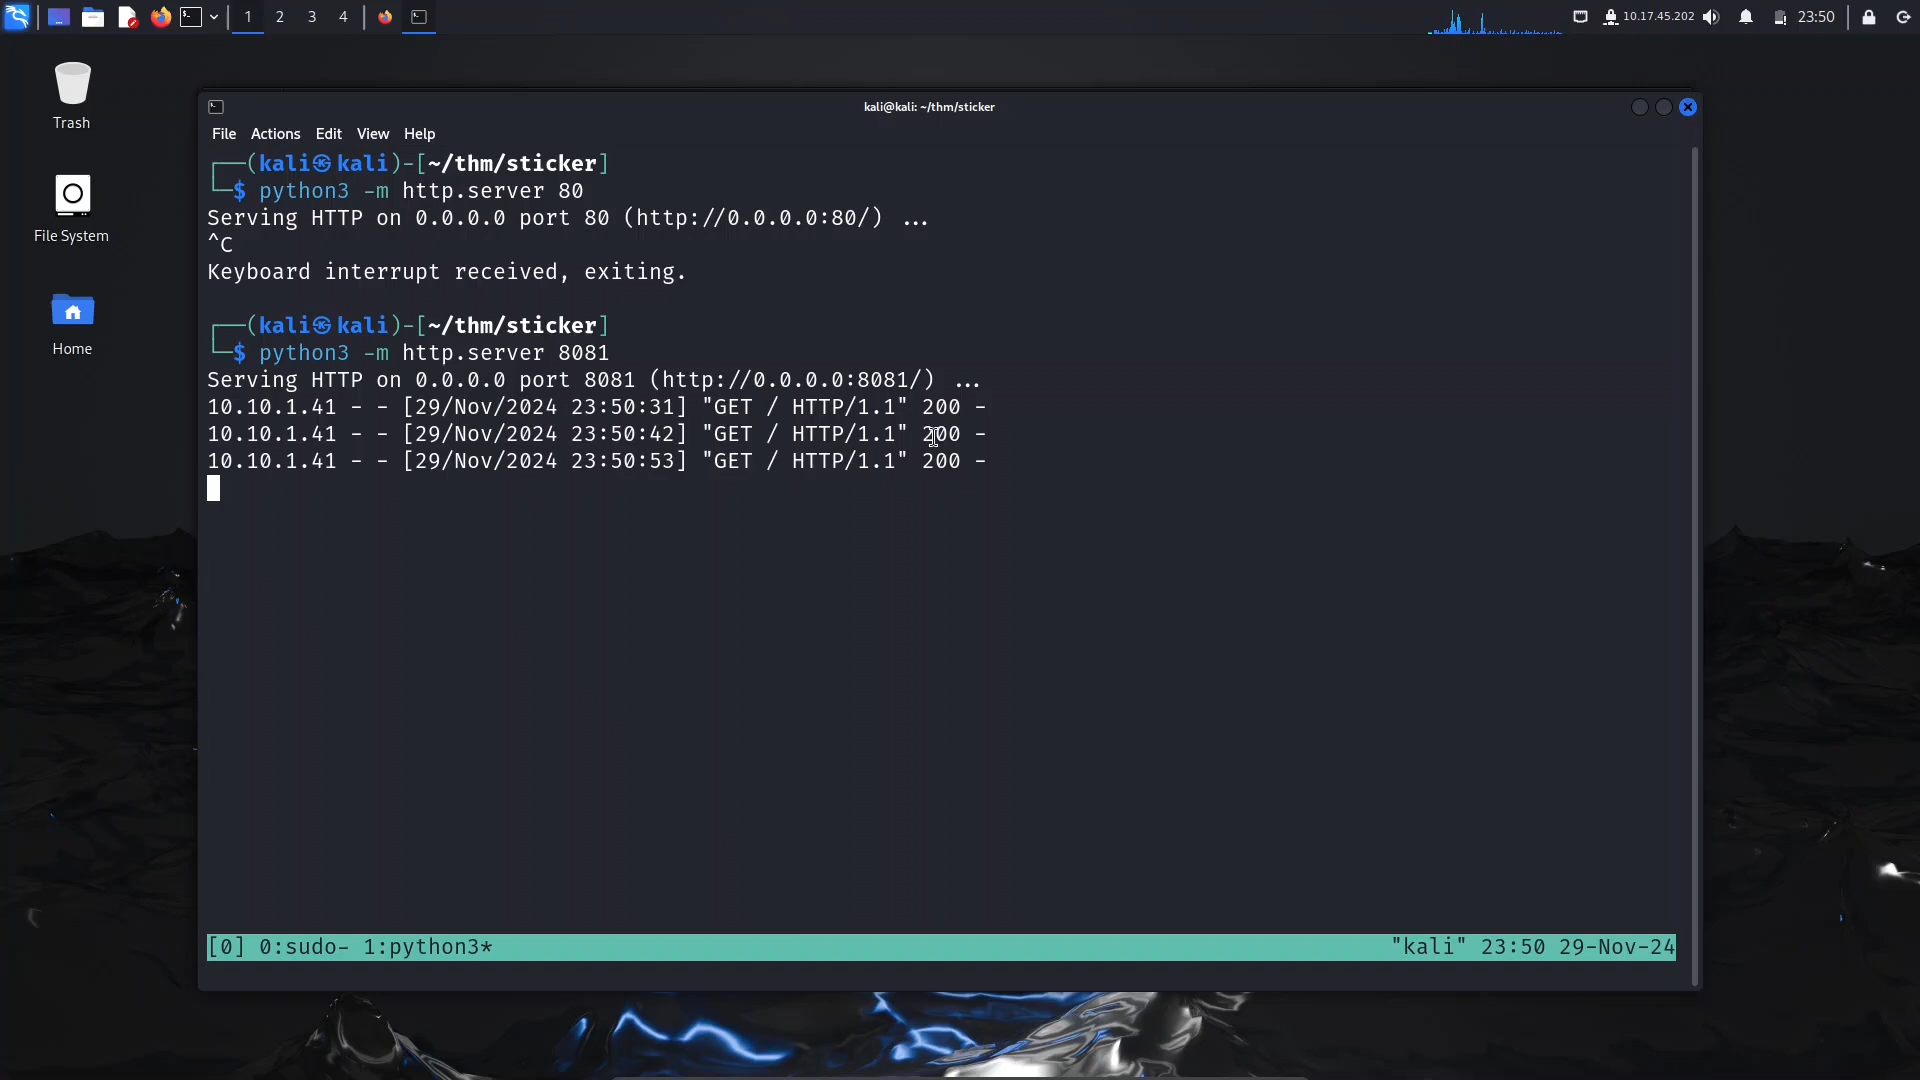 1 2 3 4 10.17.45.202 23:50
Trash
File System
Home
kali@kali: ~/thm/sticker
File Actions Edit View Help
┌──(kali㉿kali)-[~/thm/sticker]
└─$ python3 -m http.server 80
Serving HTTP on 0.0.0.0 port 80 (http://0.0.0.0:80/) ...
^C
Keyboard interrupt received, exiting.
┌──(kali㉿kali)-[~/thm/sticker]
└─$ python3 -m http.server 8081
Serving HTTP on 0.0.0.0 port 8081 (http://0.0.0.0:8081/) ...
10.10.1.41 - - [29/Nov/2024 23:50:31] "GET / HTTP/1.1" 200 -
10.10.1.41 - - [29/Nov/2024 23:50:42] "GET / HTTP/1.1" 200 -
10.10.1.41 - - [29/Nov/2024 23:50:53] "GET / HTTP/1.1" 200 -
[0] 0:sudo- 1:python3* "kali" 23:50 29-Nov-24